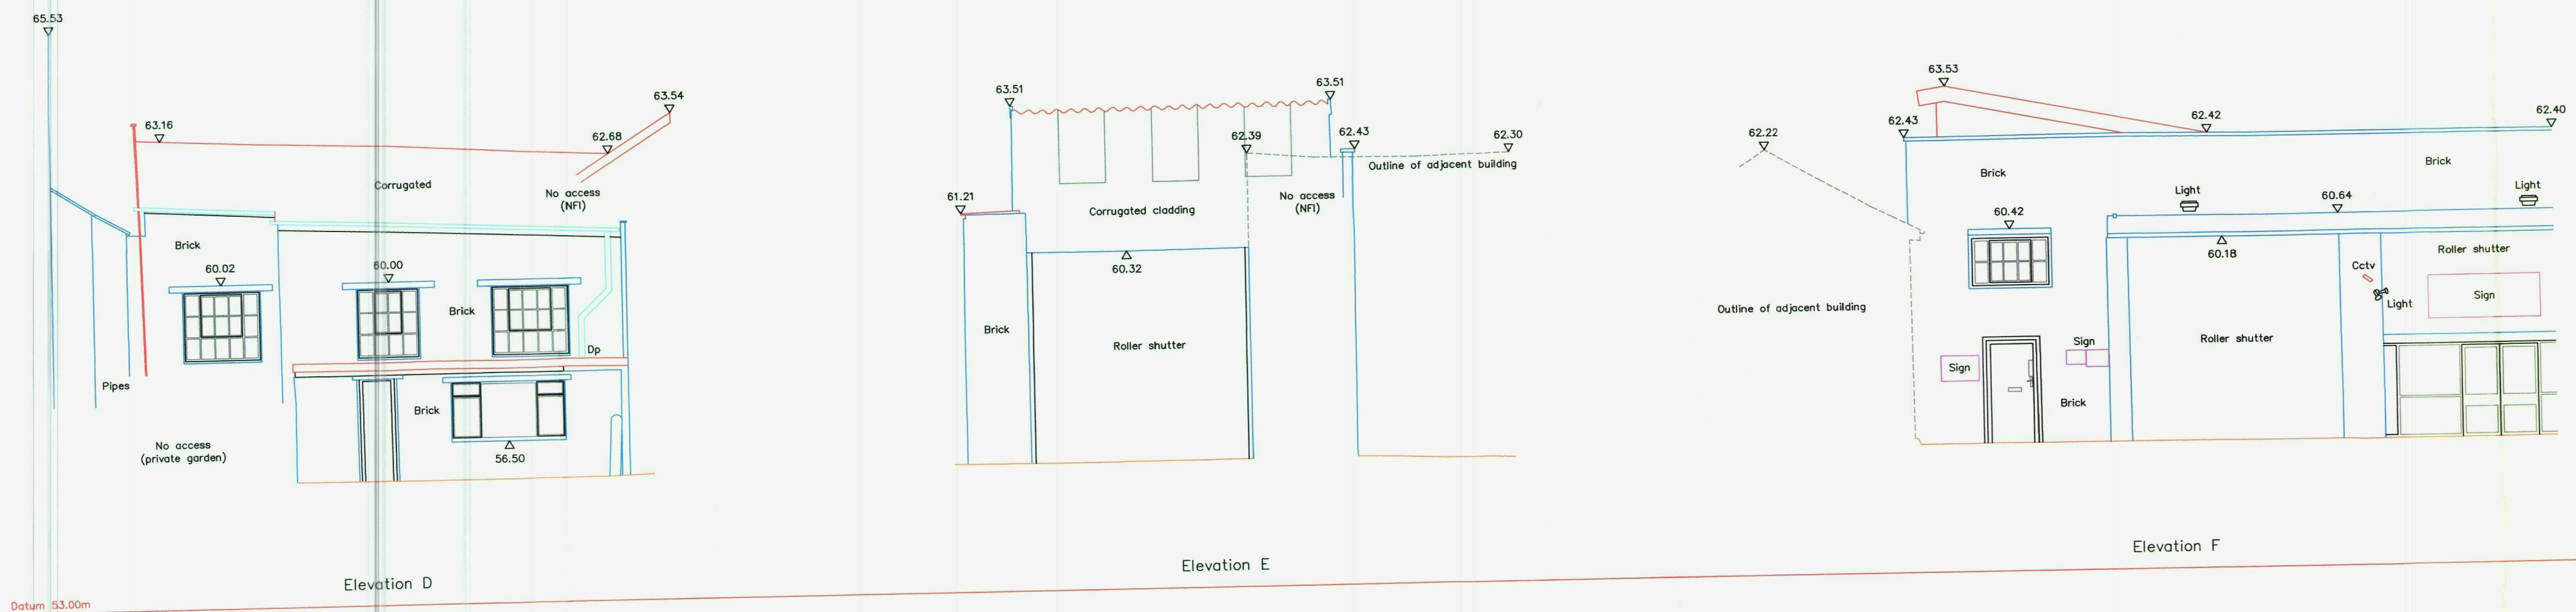 65.53
63.16
62.68
63.54
Corrugated
No access
(NFI)
Brick
60.02
60.00
Brick
Dp
Pipes
Brick
No access
(private garden)
56.50
Elevation D
63.51
63.51
62.39
62.43
62.30
Outline of adjacent building
61.21
No access
(NFI)
Corrugated cladding
60.32
Brick
Roller shutter
Elevation E
63.53
62.22
62.43
62.42
62.40
Brick
Brick
Light
60.64
Light
60.42
60.18
Roller shutter
Cctv
Sign
Light
Outline of adjacent building
Sign
Roller shutter
Sign
Brick
Elevation F
Datum 53.00m